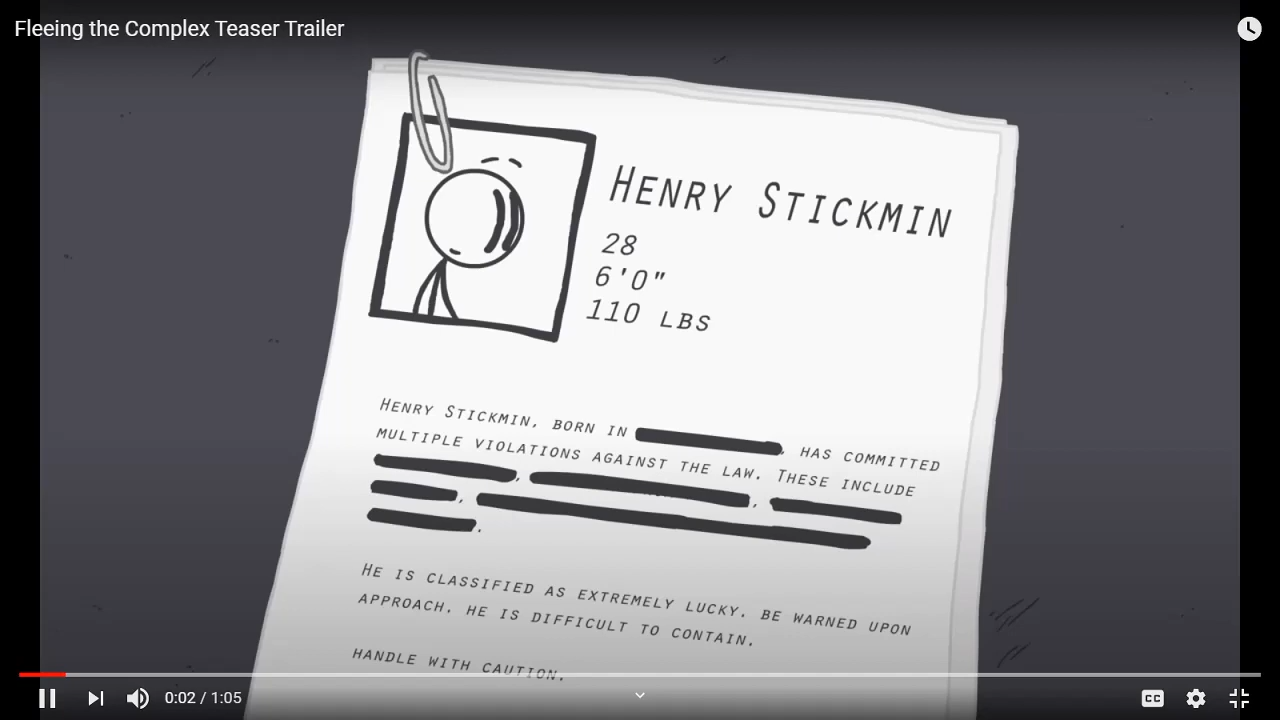 Fleeing the Complex Teaser Trailer
HENRY STICKMIN
28
6'0"
110 LBS
HENRY STICKMIN, BORN IN , HAS COMMITTED
MULTIPLE VIOLATIONS AGAINST THE LAW. THESE INCLUDE
, , 
, 
.
HE IS CLASSIFIED AS EXTREMELY LUCKY. BE WARNED UPON
APPROACH. HE IS DIFFICULT TO CONTAIN.
HANDLE WITH CAUTION.
0:02 / 1:05
CC